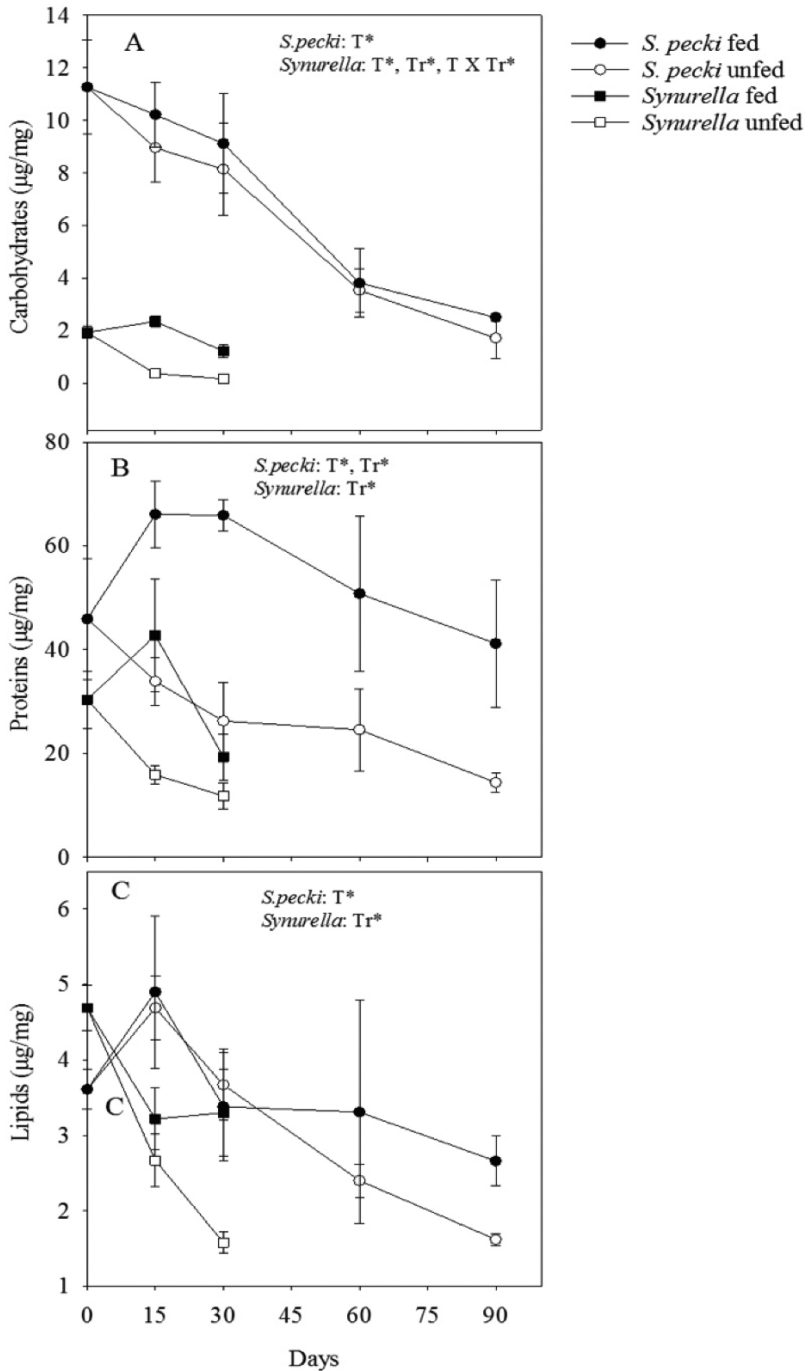 14
A
S.pecki: T*
Synurella: T*, Tr*, T X Tr*
12
10
8
6
4
2
0
Carbohydrates (µg/mg)
S. pecki fed
S. pecki unfed
Synurella fed
Synurella unfed
80
B
S.pecki: T*, Tr*
Synurella: Tr*
60
40
20
0
Proteins (µg/mg)
C
S.pecki: T*
Synurella: Tr*
6
5
4
C
3
2
1
Lipids (µg/mg)
0 15 30 45 60 75 90
Days